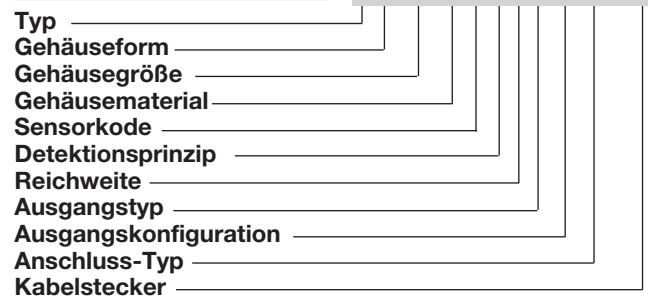 Typ
Gehäuseform
Gehäusegröße
Gehäusematerial
Sensorkode
Detektionsprinzip
Reichweite
Ausgangstyp
Ausgangskonfiguration
Anschluss-Typ
Kabelstecker